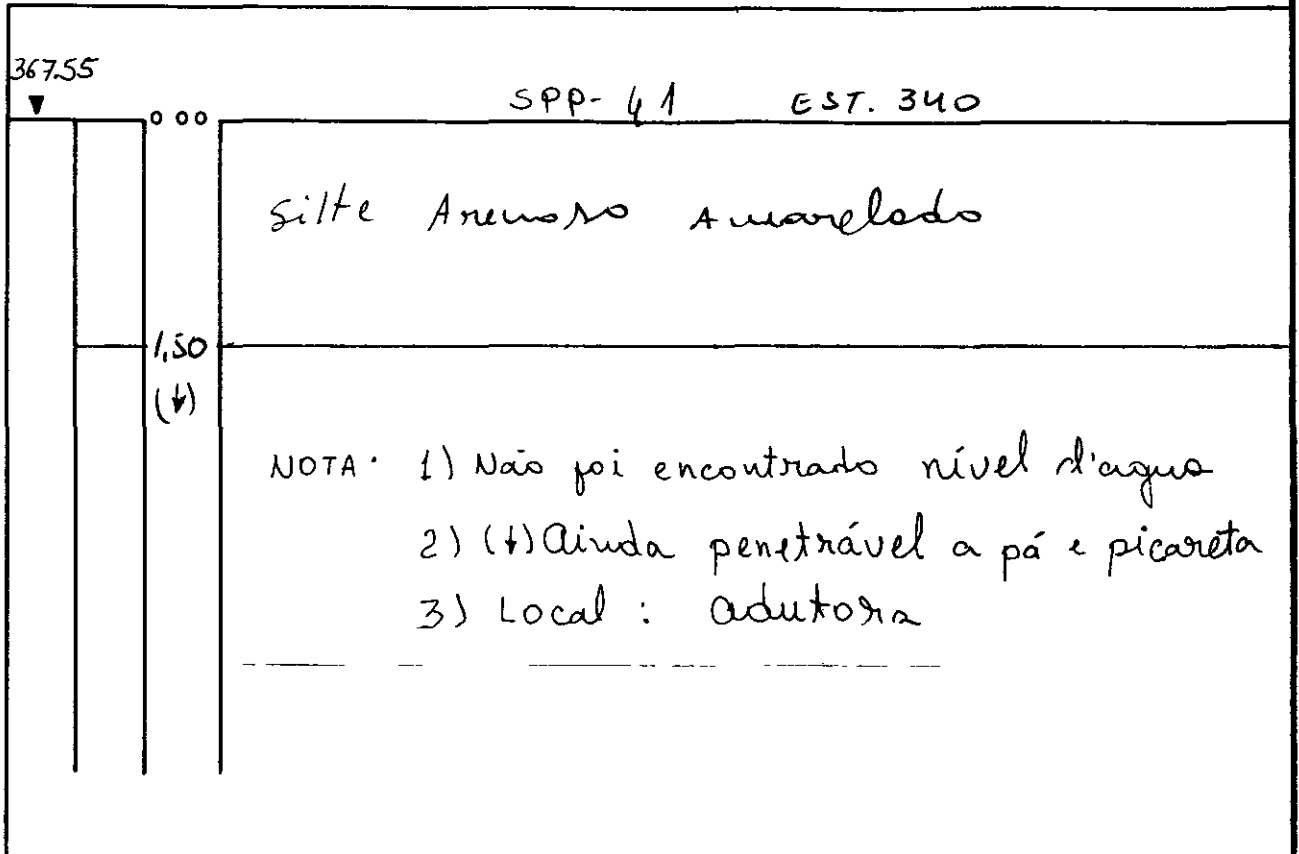 367.55
SPP-41 EST. 340
0 00
Silte Arenoso Amarelado
1,50
(↓)
NOTA· 1) Não foi encontrado nível d'agua
2) (↓) Ainda penetrável a pá e picareta
3) Local : adutora